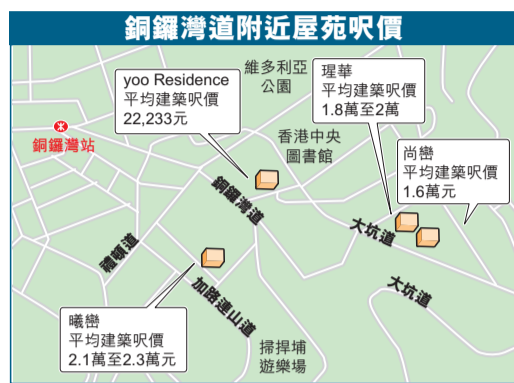 銅鑼灣道附近屋苑呎價
yoo Residence
平均建築呎價
22,233元
維多利亞
公園
瑆華
平均建築呎價
1.8萬至2萬
銅鑼灣站
香港中央
圖書館
尚巒
平均建築呎價
1.6萬元
銅鑼灣道
大坑道
禮頓道
大坑道
加路連山道
曦巒
平均建築呎價
2.1萬至2.3萬元
掃捍埔
遊樂場